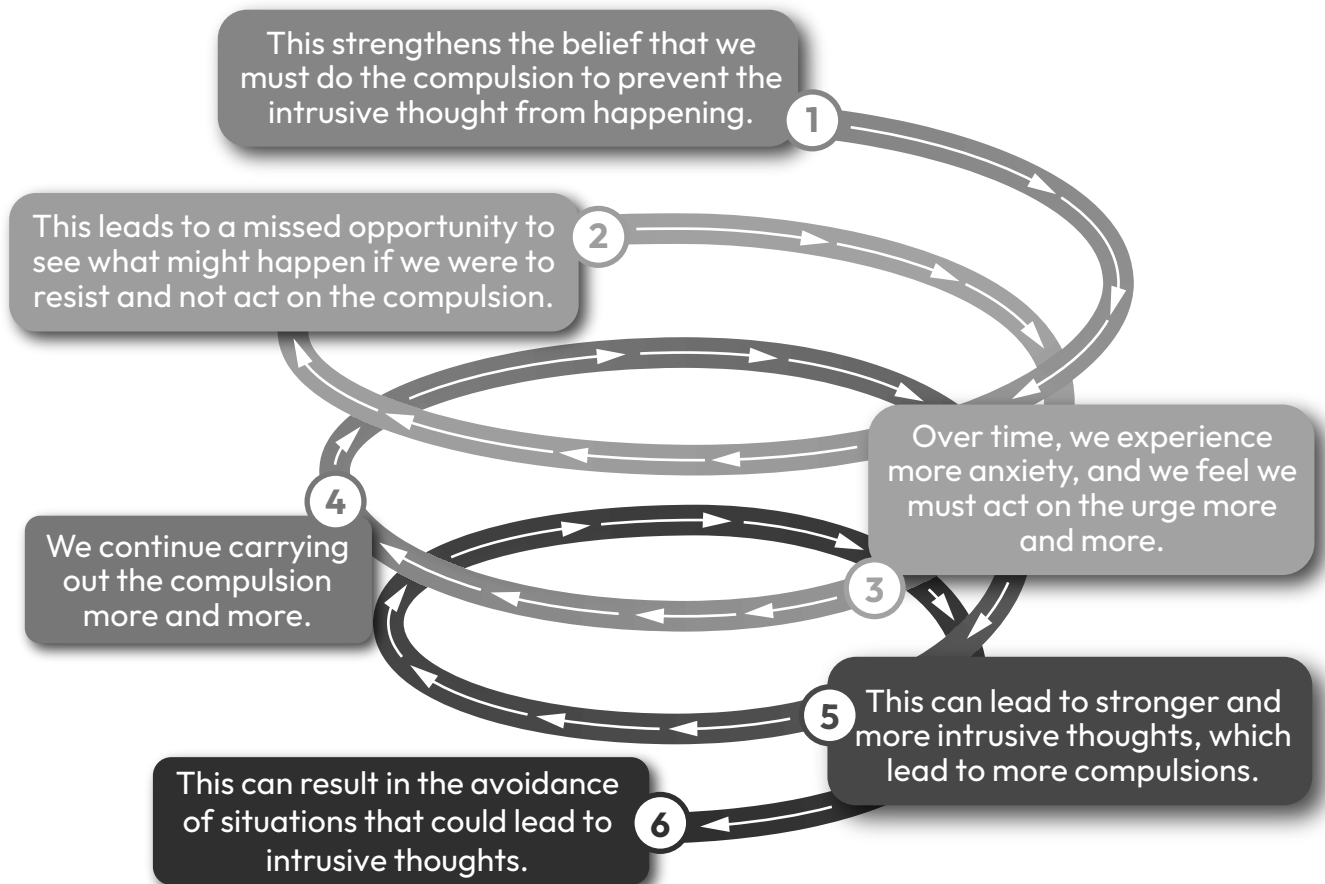 This strengthens the belief that we
must do the compulsion to prevent the
intrusive thought from happening.
1
This leads to a missed opportunity to
see what might happen if we were to
resist and not act on the compulsion.
2
Over time, we experience
more anxiety, and we feel we
must act on the urge more
and more.
3
4
We continue carrying
out the compulsion
more and more.
5
This can lead to stronger and
more intrusive thoughts, which
lead to more compulsions.
This can result in the avoidance
of situations that could lead to
intrusive thoughts.
6